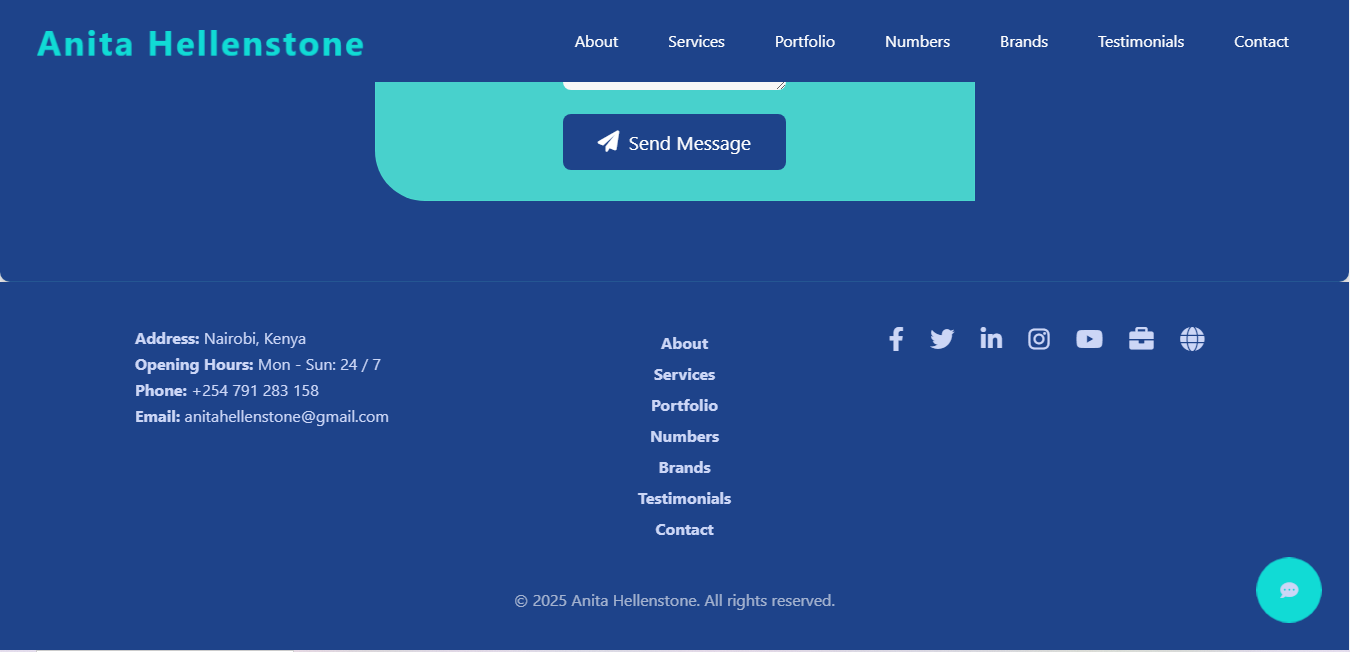 Anita Hellenstone
About Services Portfolio Numbers Brands Testimonials Contact
Send Message
Address: Nairobi, Kenya
Opening Hours: Mon - Sun: 24 / 7
Phone: +254 791 283 158
Email: anitahellenstone@gmail.com
About
Services
Portfolio
Numbers
Brands
Testimonials
Contact
© 2025 Anita Hellenstone. All rights reserved.